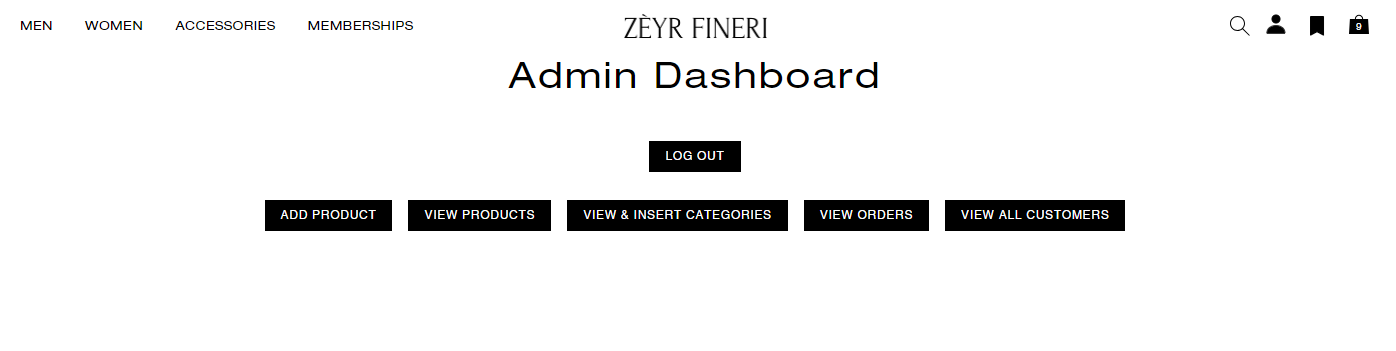 MEN WOMEN ACCESSORIES MEMBERSHIPS ZÈYR FINERI 9
Admin Dashboard
LOG OUT
ADD PRODUCT VIEW PRODUCTS VIEW & INSERT CATEGORIES VIEW ORDERS VIEW ALL CUSTOMERS